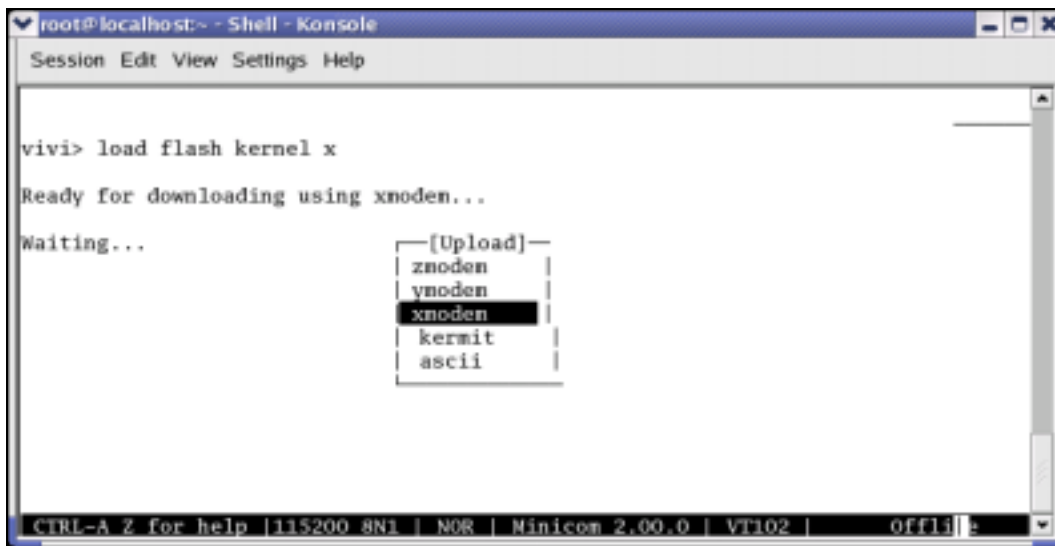 root@localhost:~ - Shell - Konsole
Session Edit View Settings Help
vivi> load flash kernel x
Ready for downloading using xmodem...
Waiting...
[Upload]
zmodem
ymodem
xmodem
kermit
ascii
CTRL-A Z for help |115200 8N1 | NOR | Minicom 2.00.0 | VT102 |